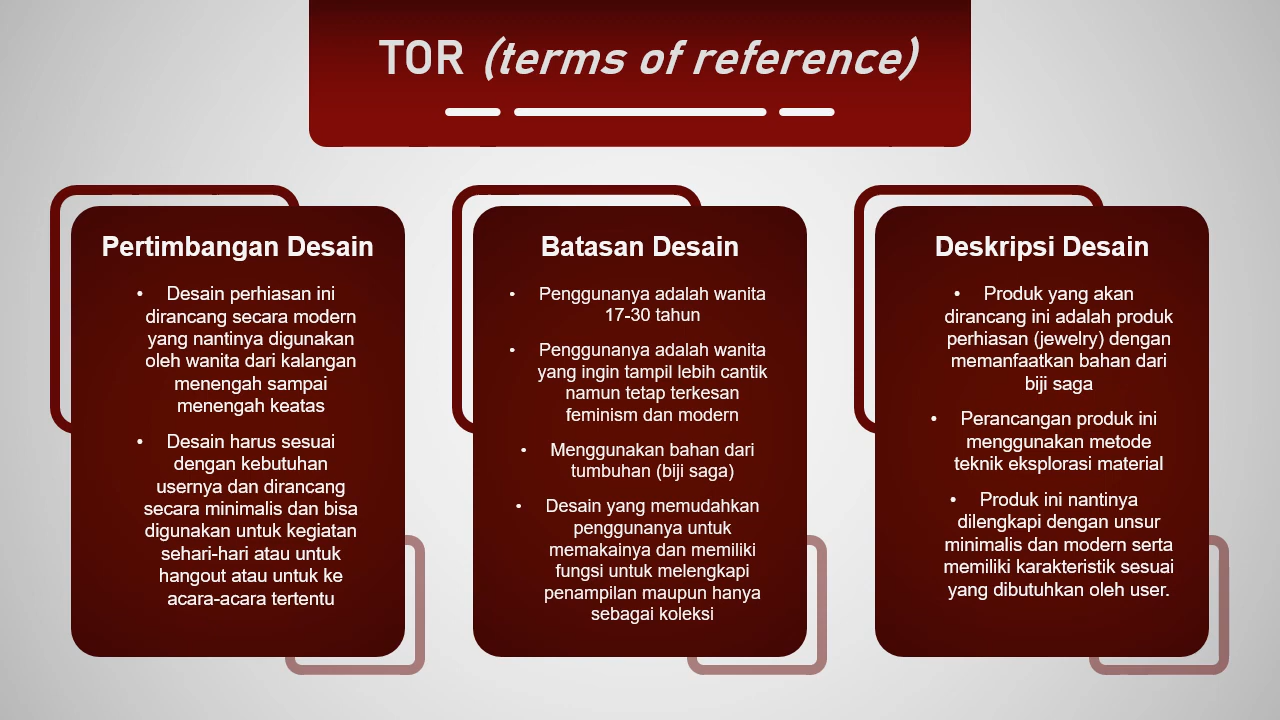 TOR (terms of reference)
Pertimbangan Desain
• Desain perhiasan ini
dirancang secara modern
yang nantinya digunakan
oleh wanita dari kalangan
menengah sampai
menengah keatas
• Desain harus sesuai
dengan kebutuhan
usernya dan dirancang
secara minimalis dan bisa
digunakan untuk kegiatan
sehari-hari atau untuk
hangout atau untuk ke
acara-acara tertentu
Batasan Desain
• Penggunanya adalah wanita
17-30 tahun
• Penggunanya adalah wanita
yang ingin tampil lebih cantik
namun tetap terkesan
feminism dan modern
• Menggunakan bahan dari
tumbuhan (biji saga)
• Desain yang memudahkan
penggunanya untuk
memakainya dan memiliki
fungsi untuk melengkapi
penampilan maupun hanya
sebagai koleksi
Deskripsi Desain
• Produk yang akan
dirancang ini adalah produk
perhiasan (jewelry) dengan
memanfaatkan bahan dari
biji saga
• Perancangan produk ini
menggunakan metode
teknik eksplorasi material
• Produk ini nantinya
dilengkapi dengan unsur
minimalis dan modern serta
memiliki karakteristik sesuai
yang dibutuhkan oleh user.